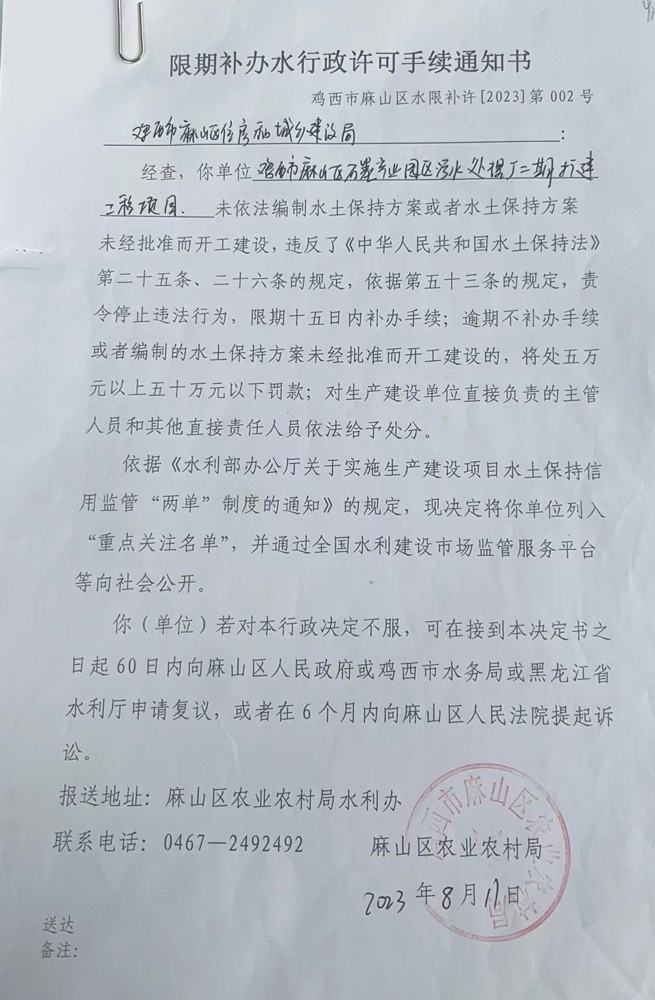 限期补办水行政许可手续通知书
鸡西市麻山区水限补许[2023]第 002 号
鸡西市麻山区住房和城乡建设局：
经查，你单位鸡西市麻山区石墨产业园区污水处理厂二期扩建
工程项目. 未依法编制水土保持方案或者水土保持方案
未经批准而开工建设，违反了《中华人民共和国水土保持法》
第二十五条、二十六条的规定，依据第五十三条的规定，责
令停止违法行为，限期十五日内补办手续；逾期不补办手续
或者编制的水土保持方案未经批准而开工建设的，将处五万
元以上五十万元以下罚款；对生产建设单位直接负责的主管
人员和其他直接责任人员依法给予处分。
依据《水利部办公厅关于实施生产建设项目水土保持信
用监管“两单”制度的通知》的规定，现决定将你单位列入
“重点关注名单”，并通过全国水利建设市场监管服务平台
等向社会公开。
你（单位）若对本行政决定不服，可在接到本决定书之
日起 60 日内向麻山区人民政府或鸡西市水务局或黑龙江省
水利厅申请复议，或者在 6 个月内向麻山区人民法院提起诉
讼。
报送地址：麻山区农业农村局水利办
联系电话：0467—2492492
麻山区农业农村局
鸡西市麻山区农业农村局
2023 年 8 月 日
送达
备注：